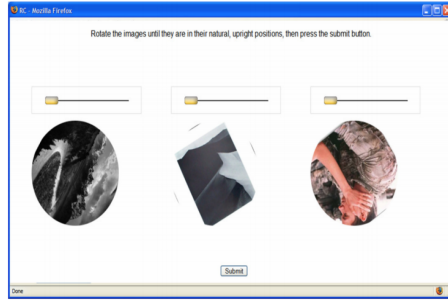 RC - Mozilla Firefox
Rotate the images until they are in their natural, upright positions, then press the submit button.
Submit
Done